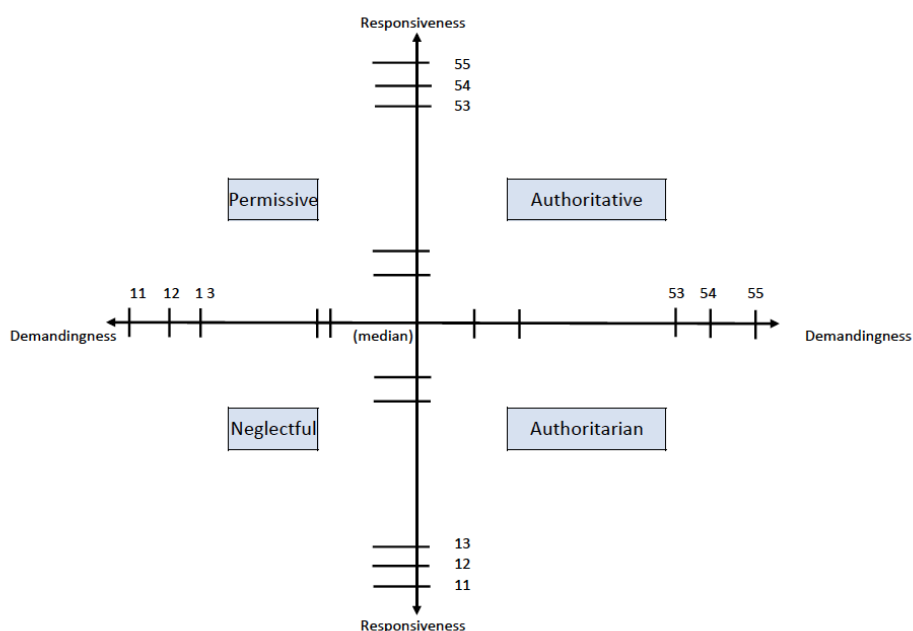 Responsiveness
55
54
53
Permissive
Authoritative
11 12 1 3
53 54 55
Demandingness
(median)
Demandingness
Neglectful
Authoritarian
13
12
11
Responsiveness